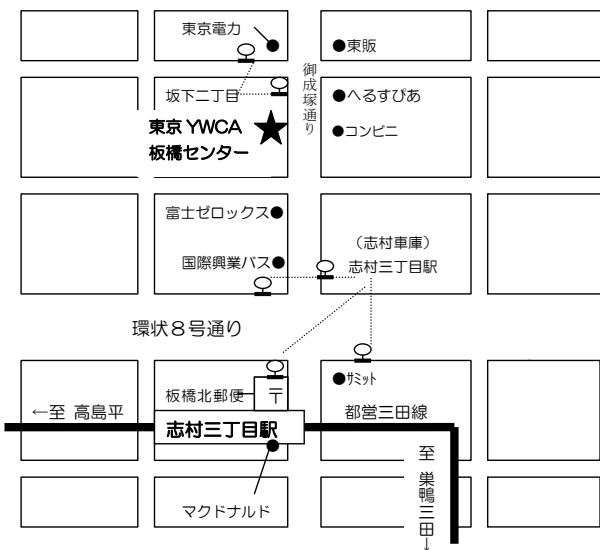 東京電力
●東販
坂下二丁目
御成塚通り
●へるすぴあ
東京 YWCA
板橋センター
●コンビニ
富士ゼロックス●
国際興業バス●
(志村車庫)
志村三丁目駅
環状8号通り
板橋北郵便
〒
●サミット
←至 高島平
都営三田線
志村三丁目駅
至 巣鴨三田→
マクドナルド